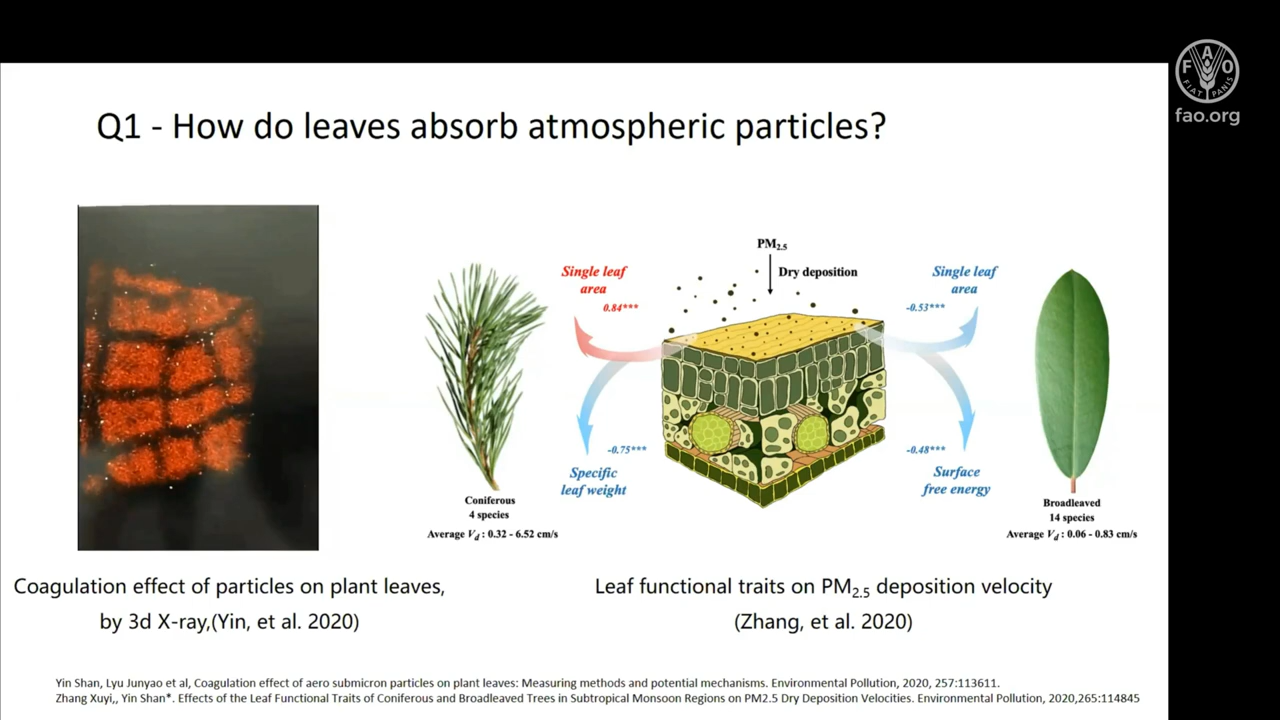 FAO
FIAT PANIS
fao.org
Q1 - How do leaves absorb atmospheric particles?
PM2.5
Dry deposition
Single leaf
area
0.84***
Single leaf
area
-0.53***
-0.75***
Specific
leaf weight
-0.48***
Surface
free energy
Coniferous
4 species
Average Vd : 0.32 - 6.52 cm/s
Broadleaved
14 species
Average Vd : 0.06 - 0.83 cm/s
Coagulation effect of particles on plant leaves,
by 3d X-ray,(Yin, et al. 2020)
Leaf functional traits on PM2.5 deposition velocity
(Zhang, et al. 2020)
Yin Shan, Lyu Junyao et al, Coagulation effect of aero submicron particles on plant leaves: Measuring methods and potential mechanisms. Environmental Pollution, 2020, 257:113611.
Zhang Xuyi,, Yin Shan*. Effects of the Leaf Functional Traits of Coniferous and Broadleaved Trees in Subtropical Monsoon Regions on PM2.5 Dry Deposition Velocities. Environmental Pollution, 2020,265:114845